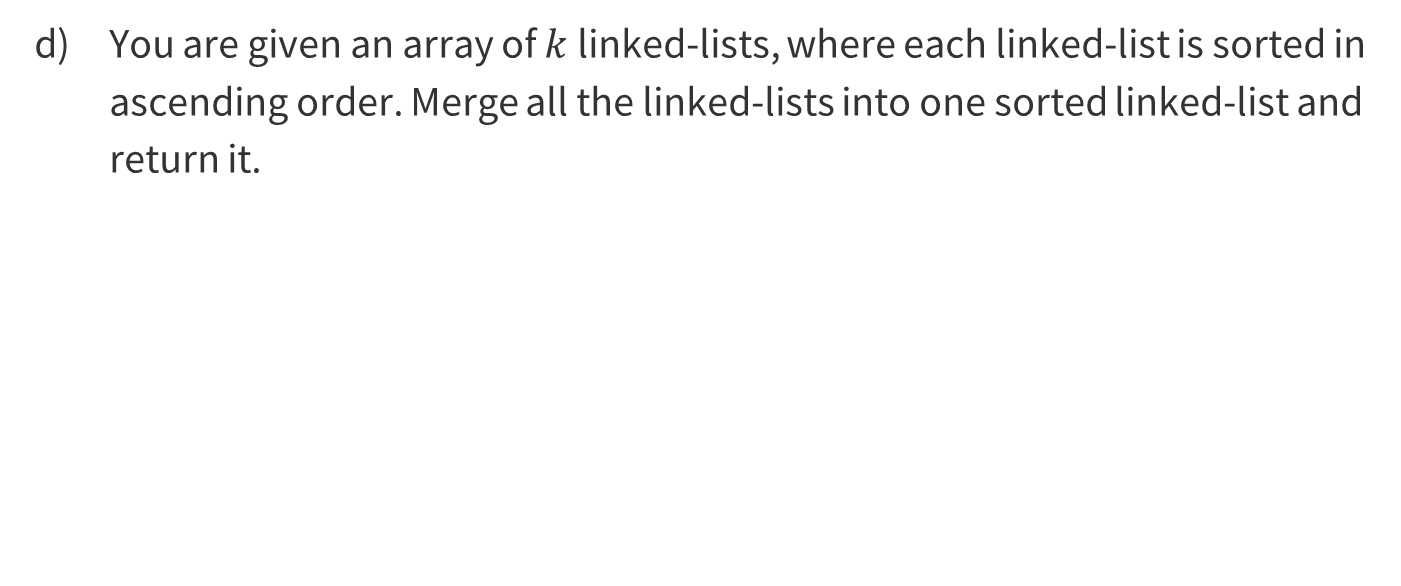 d) You are given an array of k linked-lists, where each linked-list is sorted in
ascending order. Merge all the linked-lists into one sorted linked-list and
return it.